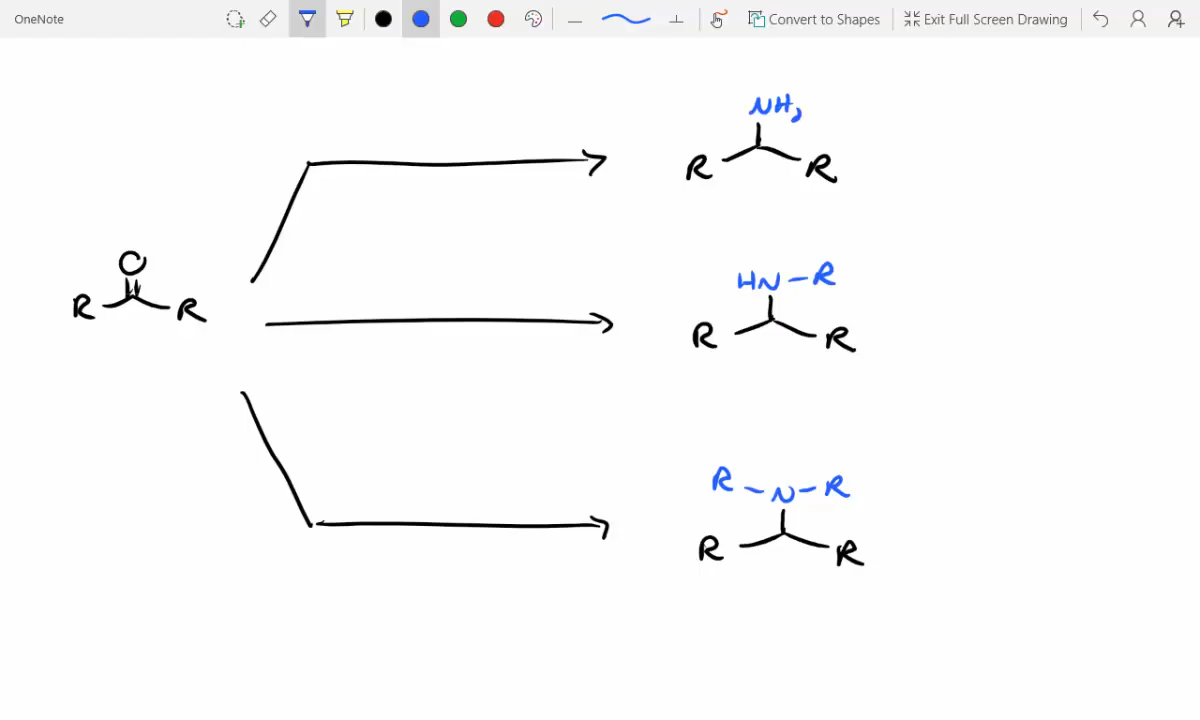 OneNote
Convert to Shapes
Exit Full Screen Drawing
NH2
R R
O
R R
HN-R
R R
R-N-R
R R